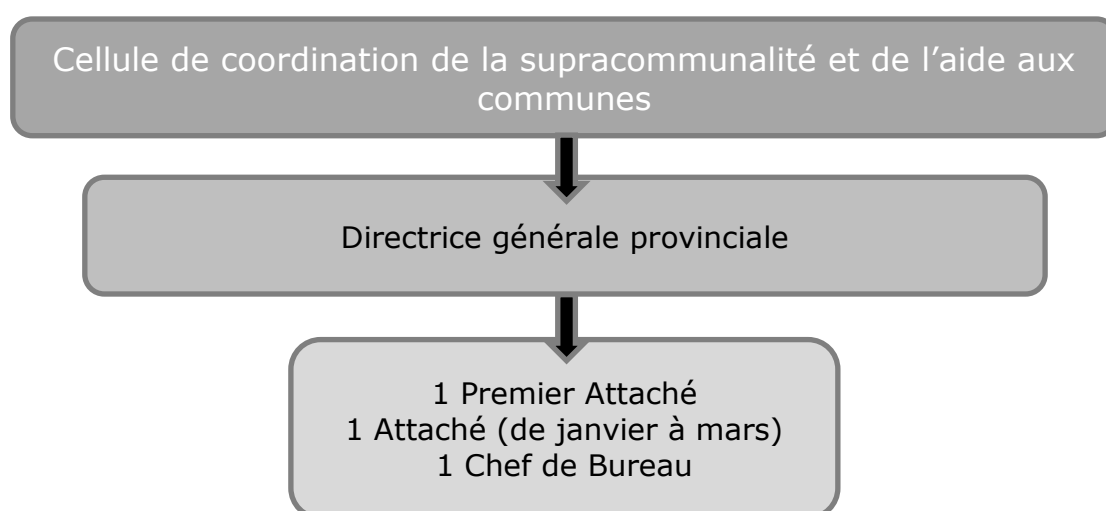 Cellule de coordination de la supracommunalité et de l’aide aux
communes
Directrice générale provinciale
1 Premier Attaché
1 Attaché (de janvier à mars)
1 Chef de Bureau